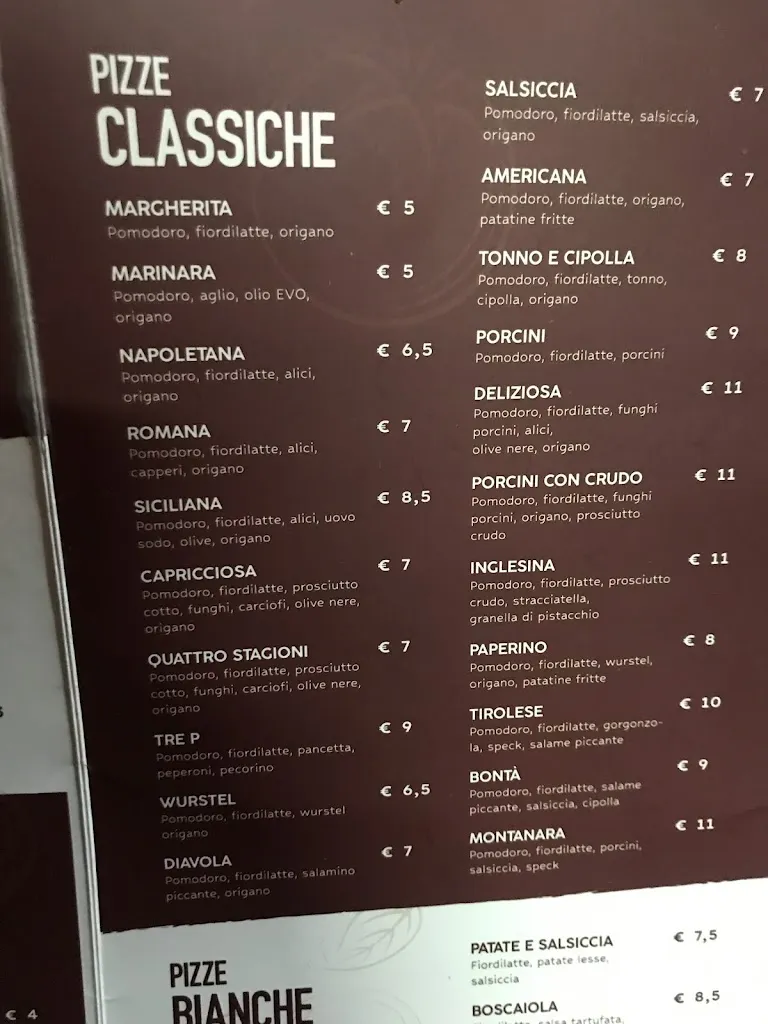 PIZZE
CLASSICHE
MARGHERITA € 5
Pomodoro, fiordilatte, origano
MARINARA € 5
Pomodoro, aglio, olio EVO,
origano
NAPOLETANA € 6,5
Pomodoro, fiordilatte, alici,
origano
ROMANA € 7
Pomodoro, fiordilatte, alici,
capperi, origano
SICILIANA € 8,5
Pomodoro, fiordilatte, alici, uovo
sodo, olive, origano
CAPRICCIOSA € 7
Pomodoro, fiordilatte, prosciutto
cotto, funghi, carciofi, olive nere,
origano
QUATTRO STAGIONI € 7
Pomodoro, fiordilatte, prosciutto
cotto, funghi, carciofi, olive nere,
origano
TRE P € 9
Pomodoro, fiordilatte, pancetta,
peperoni, pecorino
WURSTEL € 6,5
Pomodoro, fiordilatte, wurstel
origano
DIAVOLA € 7
Pomodoro, fiordilatte, salamino
piccante, origano
SALSICCIA € 7
Pomodoro, fiordilatte, salsiccia,
origano
AMERICANA € 7
Pomodoro, fiordilatte, origano,
patatine fritte
TONNO E CIPOLLA € 8
Pomodoro, fiordilatte, tonno,
cipolla, origano
PORCINI € 9
Pomodoro, fiordilatte, porcini
DELIZIOSA € 11
Pomodoro, fiordilatte, funghi
porcini, alici,
olive nere, origano
PORCINI CON CRUDO € 11
Pomodoro, fiordilatte, funghi
porcini, origano, prosciutto
crudo
INGLESINA € 11
Pomodoro, fiordilatte, prosciutto
crudo, stracciatella,
granella di pistacchio
PAPERINO € 8
Pomodoro, fiordilatte, wurstel,
origano, patatine fritte
TIROLESE € 10
Pomodoro, fiordilatte, gorgonzo-
la, speck, salame piccante
BONTÀ € 9
Pomodoro, fiordilatte, salame
piccante, salsiccia, cipolla
MONTANARA € 11
Pomodoro, fiordilatte, porcini,
salsiccia, speck
PIZZE
BIANCHE
PATATE E SALSICCIA € 7,5
Fiordilatte, patate lesse,
salsiccia
BOSCAIOLA € 8,5
Fiordilatte, salsa tartufata,
€ 4